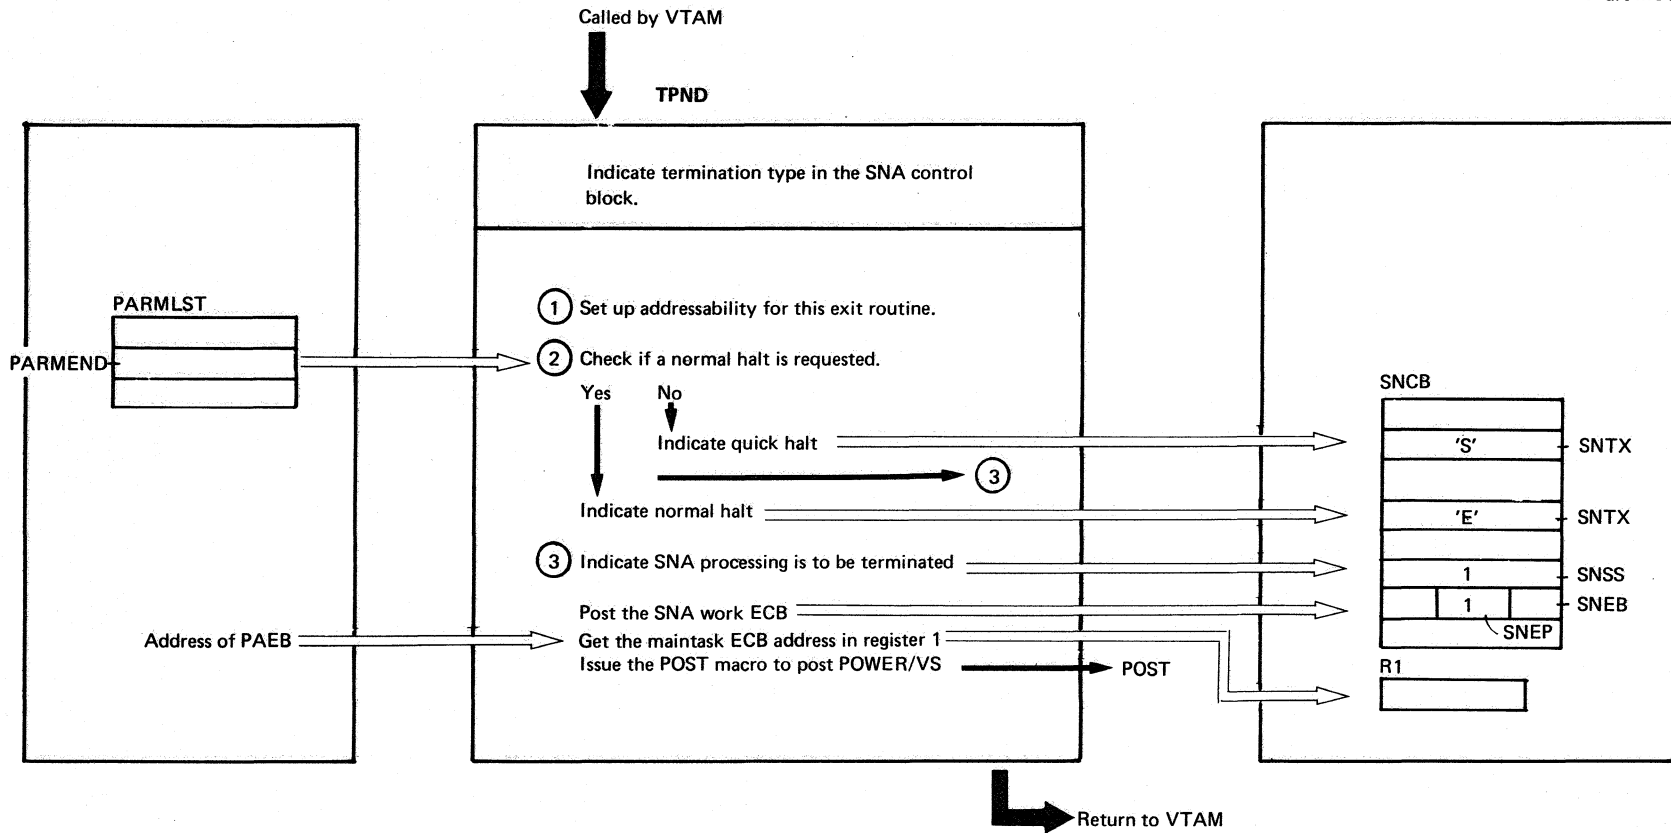 Called by VTAM
TPND
Indicate termination type in the SNA control
block.
PARMLST
PARMEND
1 Set up addressability for this exit routine.
2 Check if a normal halt is requested.
Yes No
Indicate quick halt
3
Indicate normal halt
3 Indicate SNA processing is to be terminated
Post the SNA work ECB
Address of PAEB
Get the maintask ECB address in register 1
Issue the POST macro to post POWER/VS
POST
SNCB
'S' SNTX
'E' SNTX
1 SNSS
1 SNEB
SNEP
R1
Return to VTAM